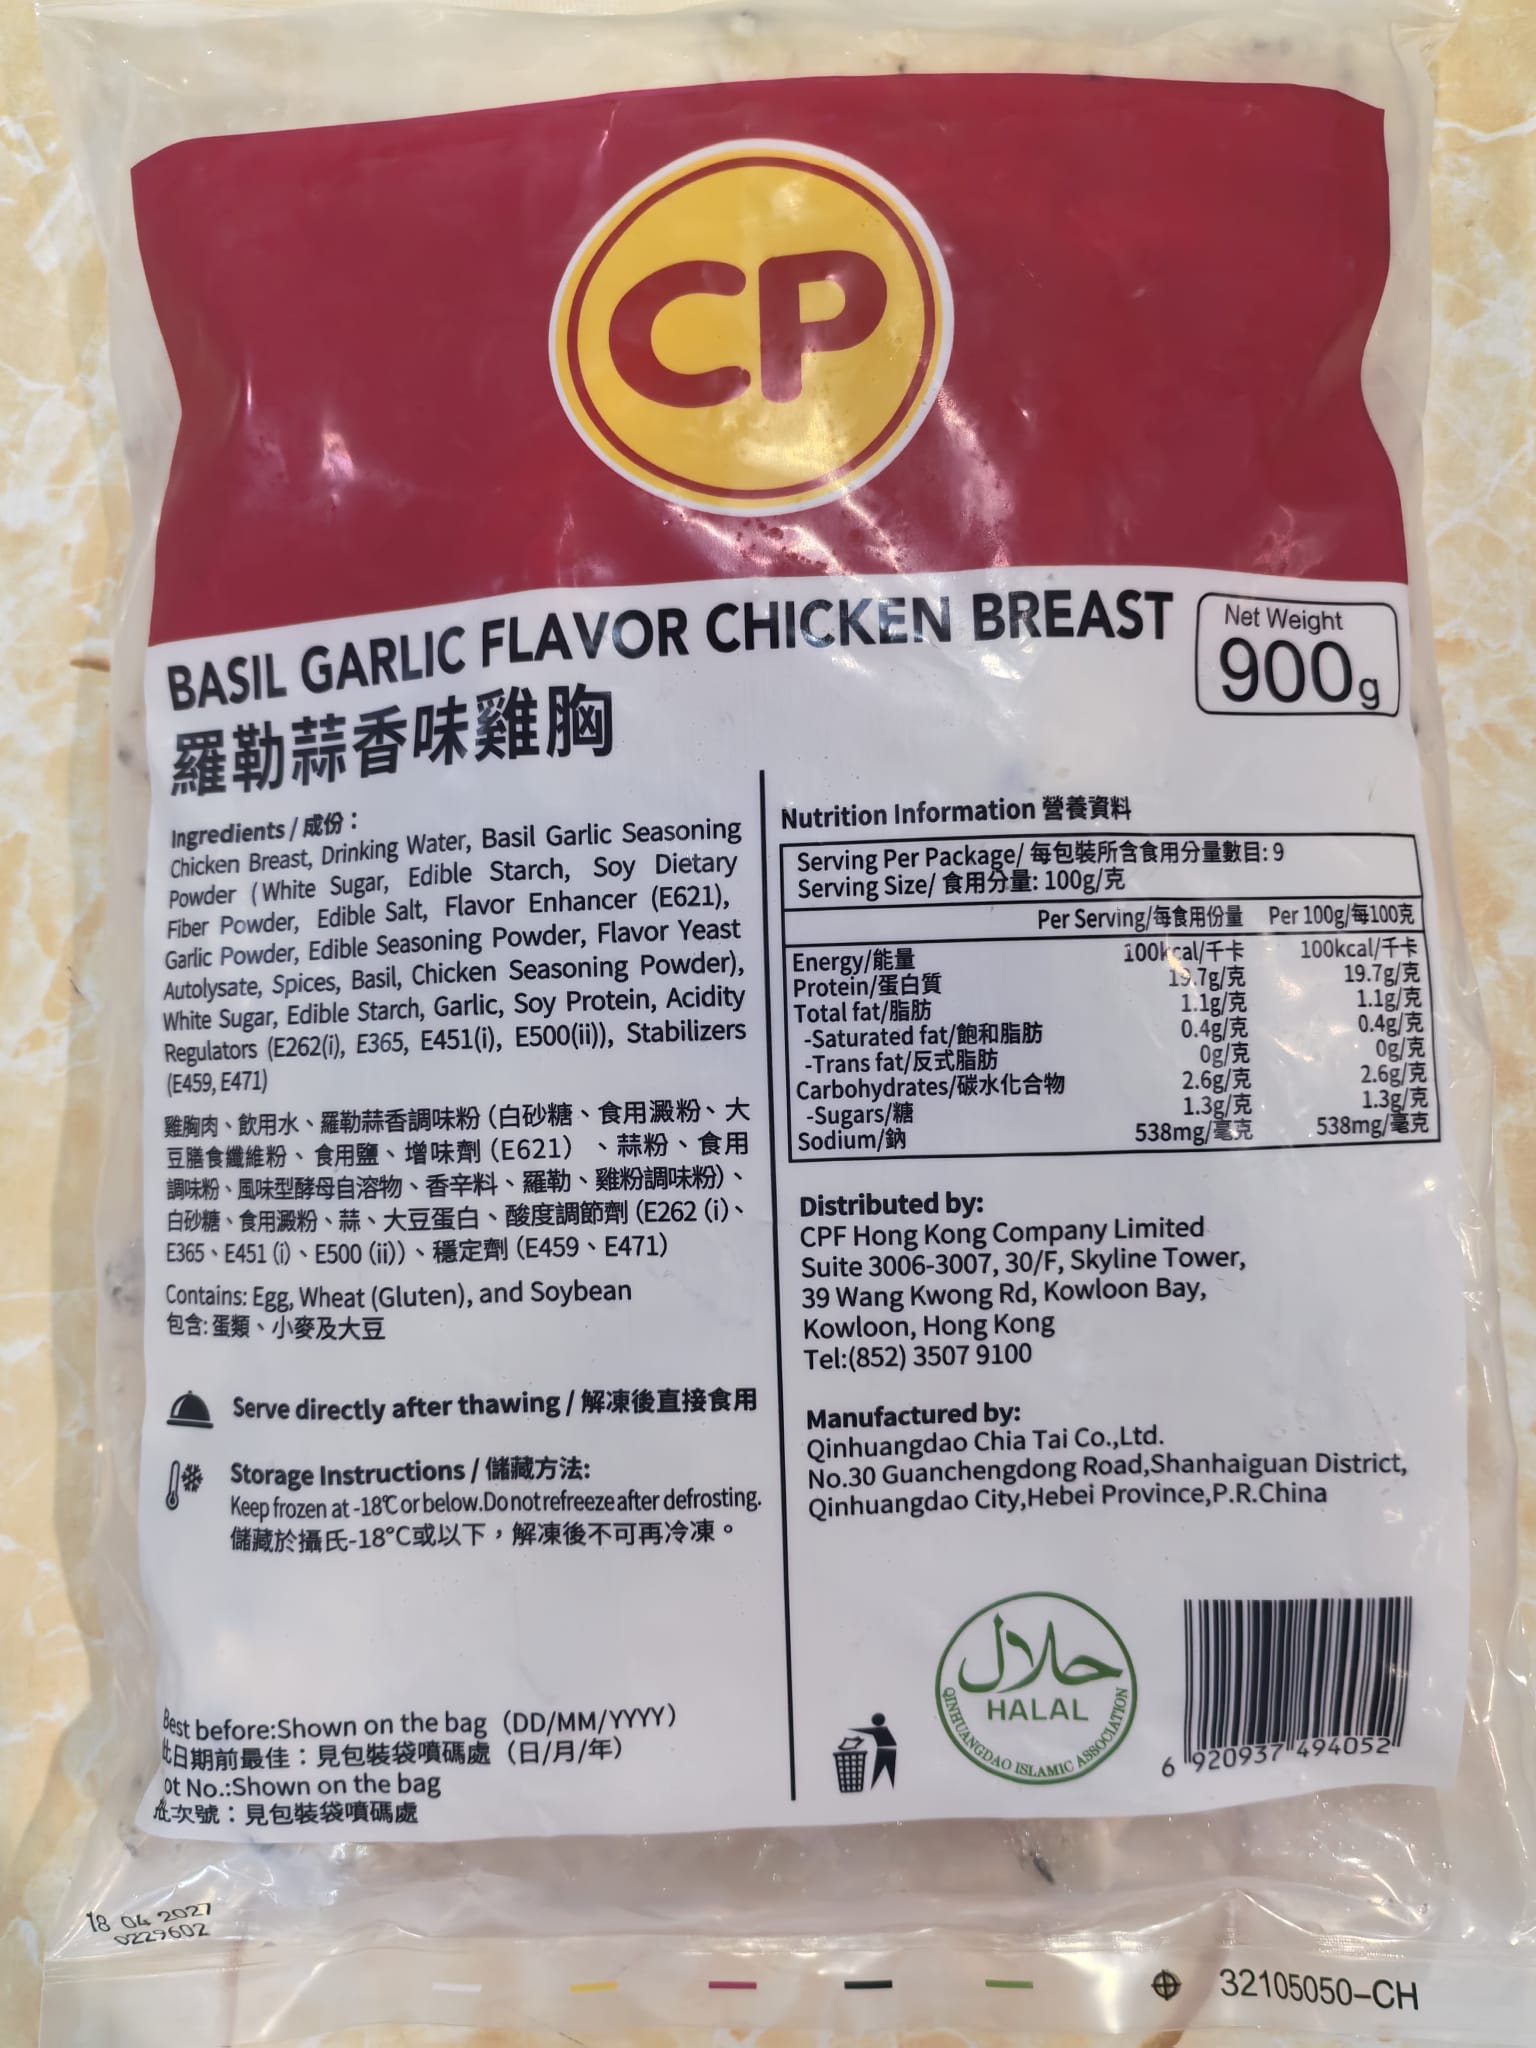 CP
BASIL GARLIC FLAVOR CHICKEN BREAST
羅勒蒜香味雞胸
Net Weight
900g
Ingredients / 成份：
Chicken Breast, Drinking Water, Basil Garlic Seasoning
Powder (White Sugar, Edible Starch, Soy Dietary
Fiber Powder, Edible Salt, Flavor Enhancer (E621),
Garlic Powder, Edible Seasoning Powder, Flavor Yeast
Autolysate, Spices, Basil, Chicken Seasoning Powder),
White Sugar, Edible Starch, Garlic, Soy Protein, Acidity
Regulators (E262(i), E365, E451(i), E500(ii)), Stabilizers
(E459, E471)
雞胸肉、飲用水、羅勒蒜香調味粉（白砂糖、食用澱粉、大
豆膳食纖維粉、食用鹽、增味劑（E621）、蒜粉、食用
調味粉、風味型酵母自溶物、香辛料、羅勒、雞粉調味粉）、
白砂糖、食用澱粉、蒜、大豆蛋白、酸度調節劑（E262 (i)、
E365、E451 (i)、E500 (ii)）、穩定劑（E459、E471）
Contains: Egg, Wheat (Gluten), and Soybean
包含: 蛋類、小麥及大豆
Serve directly after thawing / 解凍後直接食用
Storage Instructions / 儲藏方法:
Keep frozen at -18℃ or below. Do not refreeze after defrosting.
儲藏於攝氏-18°C或以下，解凍後不可再冷凍。
Best before:Shown on the bag（DD/MM/YYYY）
此日期前最佳：見包裝袋噴碼處（日/月/年）
ot No.:Shown on the bag
批次號：見包裝袋噴碼處
Nutrition Information 營養資料
Serving Per Package/ 每包裝所含食用分量數目: 9
Serving Size/ 食用分量: 100g/克
Per Serving/每食用份量 Per 100g/每100克
Energy/能量 100kcal/千卡 100kcal/千卡
Protein/蛋白質 19.7g/克 19.7g/克
Total fat/脂肪 1.1g/克 1.1g/克
-Saturated fat/飽和脂肪 0.4g/克 0.4g/克
-Trans fat/反式脂肪 0g/克 0g/克
Carbohydrates/碳水化合物 2.6g/克 2.6g/克
-Sugars/糖 1.3g/克 1.3g/克
Sodium/鈉 538mg/毫克 538mg/毫克
Distributed by:
CPF Hong Kong Company Limited
Suite 3006-3007, 30/F, Skyline Tower,
39 Wang Kwong Rd, Kowloon Bay,
Kowloon, Hong Kong
Tel:(852) 3507 9100
Manufactured by:
Qinhuangdao Chia Tai Co.,Ltd.
No.30 Guanchengdong Road,Shanhaiguan District,
Qinhuangdao City,Hebei Province,P.R.China
حلال
HALAL
QINHUANGDAO ISLAMIC ASSOCIATION
6 920937 494052
18 04 2027
0229602
32105050-CH